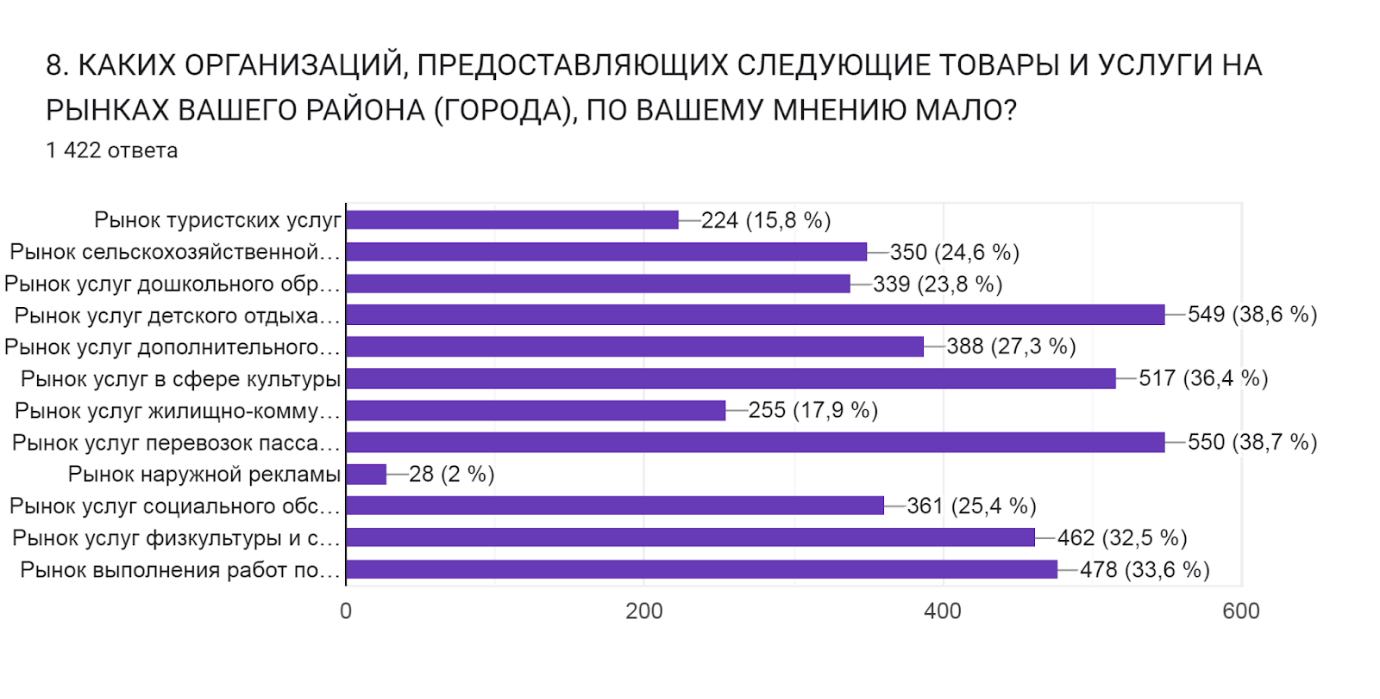 8. КАКИХ ОРГАНИЗАЦИЙ, ПРЕДОСТАВЛЯЮЩИХ СЛЕДУЮЩИЕ ТОВАРЫ И УСЛУГИ НА
РЫНКАХ ВАШЕГО РАЙОНА (ГОРОДА), ПО ВАШЕМУ МНЕНИЮ МАЛО?
1 422 ответа
Рынок туристских услуг 224 (15,8 %)
Рынок сельскохозяйственной… 350 (24,6 %)
Рынок услуг дошкольного обр… 339 (23,8 %)
Рынок услуг детского отдыха… 549 (38,6 %)
Рынок услуг дополнительного… 388 (27,3 %)
Рынок услуг в сфере культуры 517 (36,4 %)
Рынок услуг жилищно-комму… 255 (17,9 %)
Рынок услуг перевозок пасса… 550 (38,7 %)
Рынок наружной рекламы 28 (2 %)
Рынок услуг социального обс… 361 (25,4 %)
Рынок услуг физкультуры и с… 462 (32,5 %)
Рынок выполнения работ по… 478 (33,6 %)
0 200 400 600